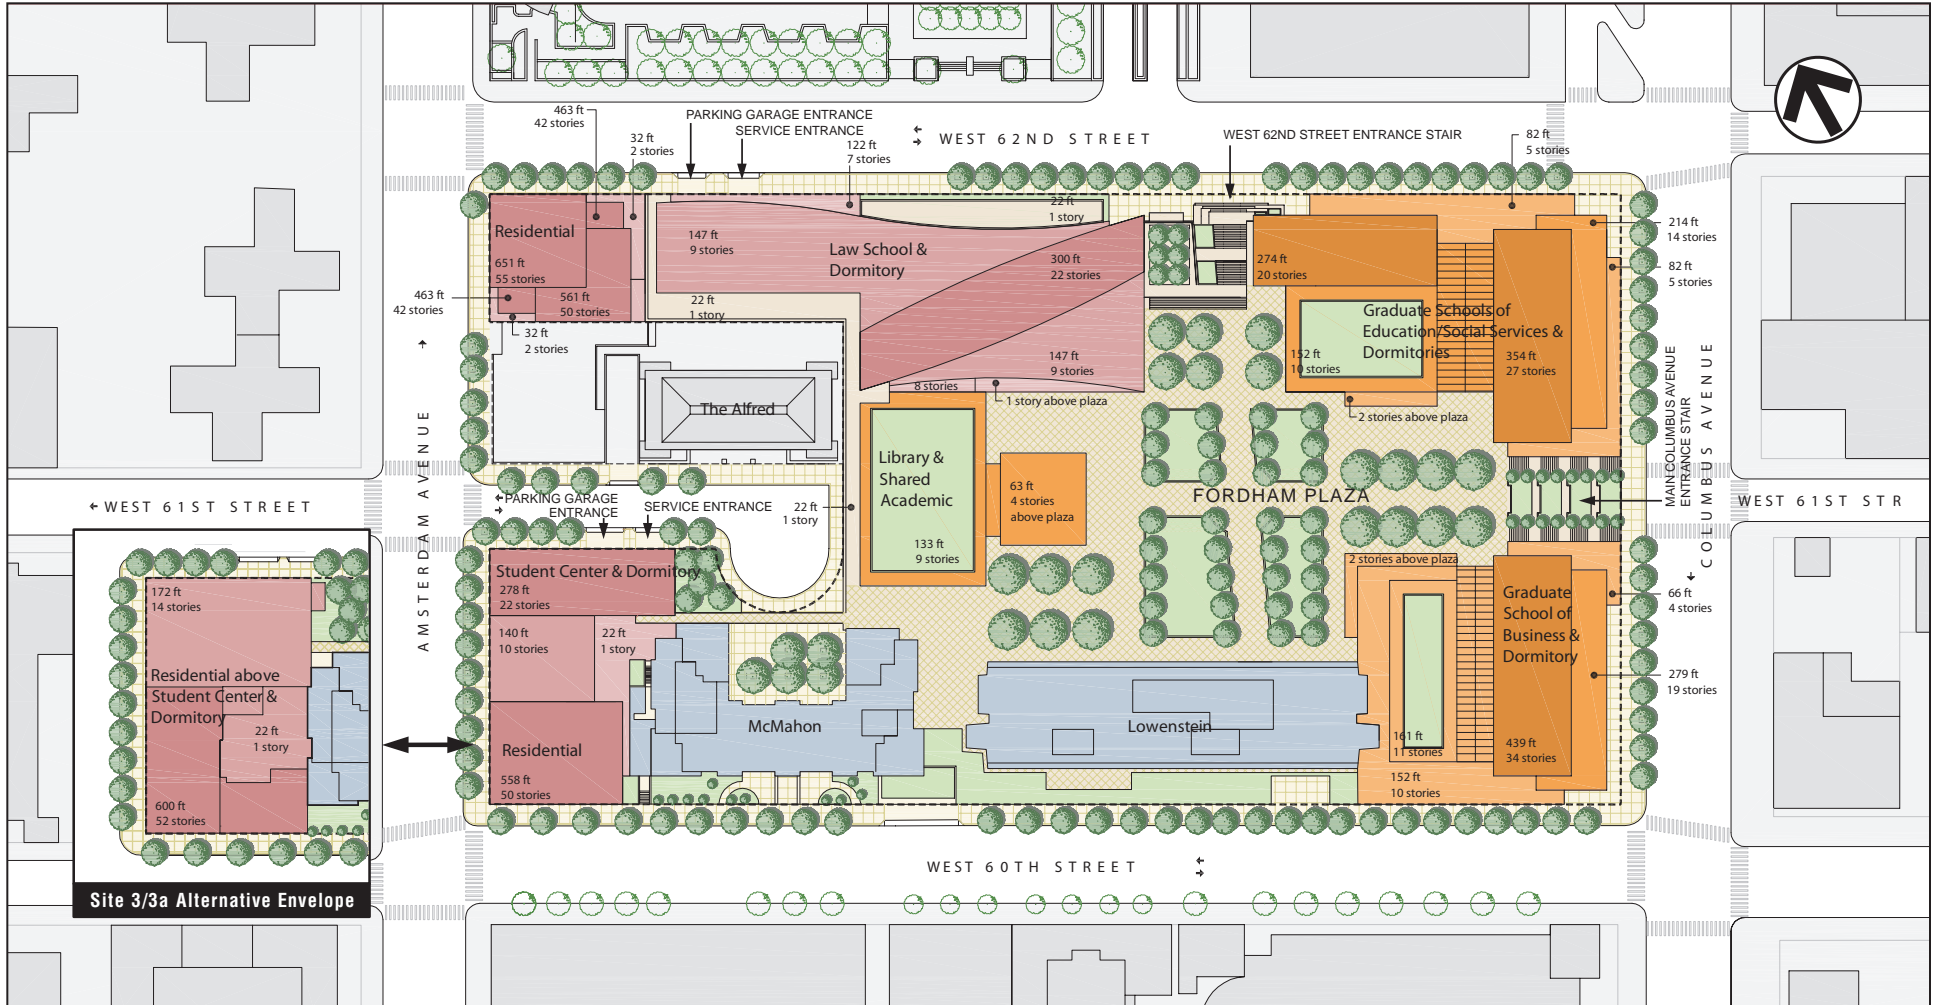 463 ft
42 stories
32 ft
2 stories
PARKING GARAGE ENTRANCE
SERVICE ENTRANCE
122 ft
7 stories
WEST 62ND STREET
WEST 62ND STREET ENTRANCE STAIR
82 ft
5 stories
Residential
651 ft
55 stories
463 ft
42 stories
561 ft
50 stories
32 ft
2 stories
147 ft
9 stories
Law School &
Dormitory
22 ft
1 story
300 ft
22 stories
22 ft
1 story
147 ft
9 stories
8 stories
1 story above plaza
274 ft
20 stories
Graduate Schools of
Education/Social Services &
Dormitories
152 ft
10 stories
354 ft
27 stories
2 stories above plaza
214 ft
14 stories
82 ft
5 stories
MAIN COLUMBUS AVENUE
ENTRANCE STAIR
COLUMBUS AVENUE
The Alfred
AMSTERDAM AVENUE
Library &
Shared
Academic
133 ft
9 stories
63 ft
4 stories
above plaza
FORDHAM PLAZA
WEST 61ST STREET
WEST 61ST STR
PARKING GARAGE
ENTRANCE
SERVICE ENTRANCE
22 ft
1 story
Student Center & Dormitory
278 ft
22 stories
140 ft
10 stories
22 ft
1 story
Residential
558 ft
50 stories
McMahon
Lowenstein
2 stories above plaza
Graduate
School of
Business &
Dormitory
161 ft
11 stories
439 ft
34 stories
152 ft
10 stories
66 ft
4 stories
279 ft
19 stories
172 ft
14 stories
Residential above
Student Center &
Dormitory
22 ft
1 story
600 ft
52 stories
Site 3/3a Alternative Envelope
WEST 60TH STREET